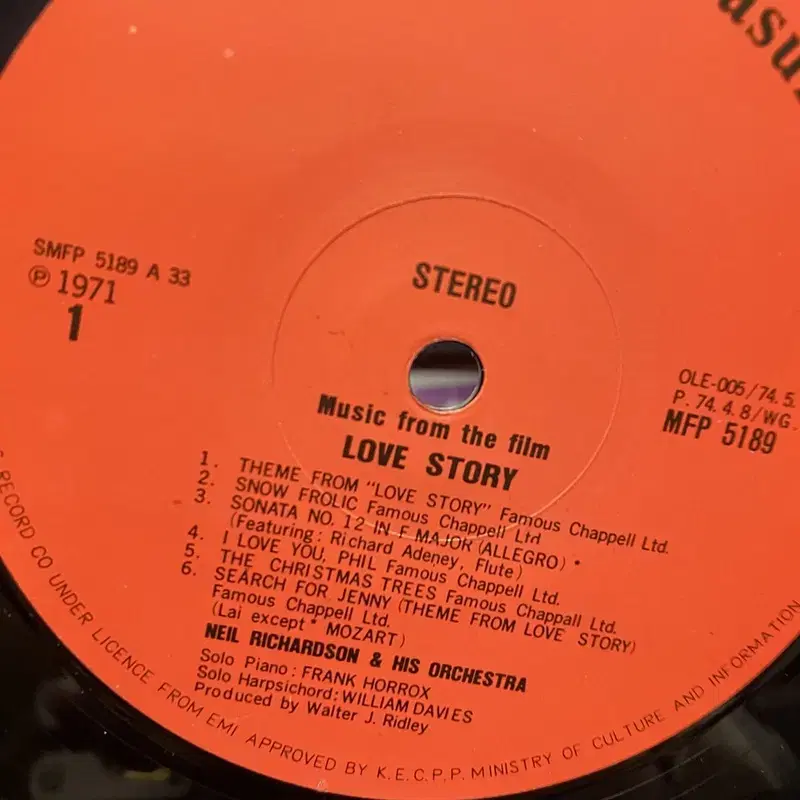 STEREO
SMFP 5189 A 33
℗ 1971
1
OLE-005/74.5.
P. 74.4.8/WG.
MFP 5189
Music from the film
LOVE STORY
1. THEME FROM "LOVE STORY" Famous Chappell Ltd.
2. SNOW FROLIC Famous Chappell Ltd
3. SONATA NO. 12 IN F MAJOR (ALLEGRO) *
(Featuring: Richard Adeney, Flute)
4. I LOVE YOU, PHIL Famous Chappell Ltd.
5. THE CHRISTMAS TREES Famous Chappall Ltd.
6. SEARCH FOR JENNY (THEME FROM LOVE STORY)
Famous Chappell Ltd.
(Lai except * MOZART)
NEIL RICHARDSON & HIS ORCHESTRA
Solo Piano: FRANK HORROX
Solo Harpsichord: WILLIAM DAVIES
Produced by Walter J. Ridley
RECORD CO UNDER LICENCE FROM EMI APPROVED BY K.E.C.P.P. MINISTRY OF CULTURE AND INFORMATION